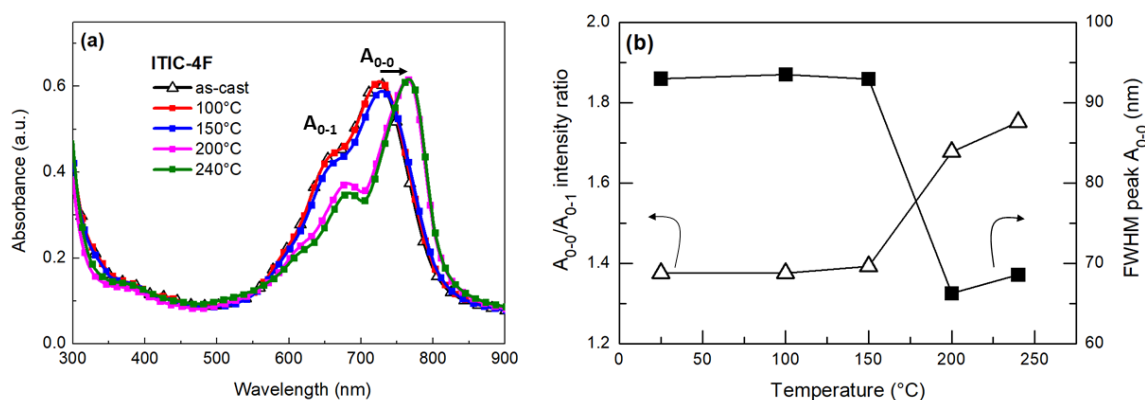 (a)
ITIC-4F
as-cast
100°C
150°C
200°C
240°C
A0-0
A0-1
Absorbance (a.u.)
0.6
0.4
0.2
0.0
300 400 500 600 700 800 900
Wavelength (nm)
(b)
A0-0/A0-1 intensity ratio
2.0
1.8
1.6
1.4
1.2
0 50 100 150 200 250
Temperature (°C)
100
90
80
70
60
FWHM peak A0-0 (nm)